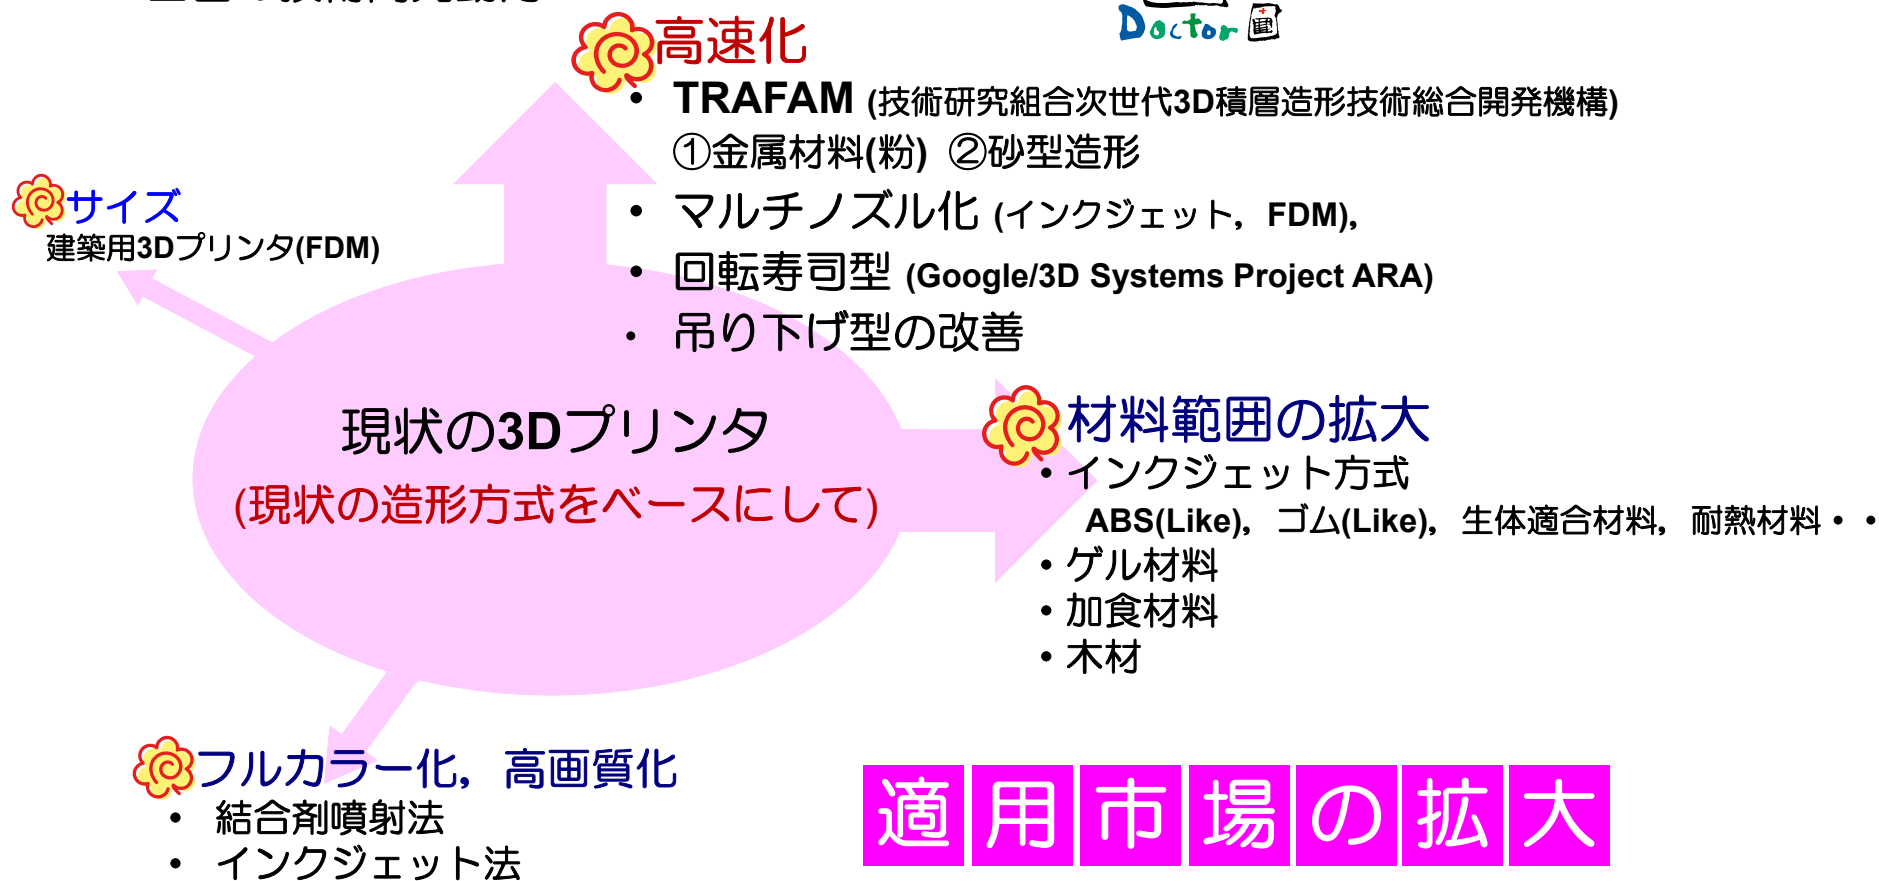 Doctor
高速化
• TRAFAM (技術研究組合次世代3D積層造形技術総合開発機構)
①金属材料(粉) ②砂型造形
• マルチノズル化 (インクジェット, FDM),
• 回転寿司型 (Google/3D Systems Project ARA)
• 吊り下げ型の改善
サイズ
建築用3Dプリンタ(FDM)
現状の3Dプリンタ
(現状の造形方式をベースにして)
材料範囲の拡大
・インクジェット方式
ABS(Like), ゴム(Like), 生体適合材料, 耐熱材料・・
・ゲル材料
・加食材料
・木材
フルカラー化, 高画質化
• 結合剤噴射法
• インクジェット法
適用市場の拡大